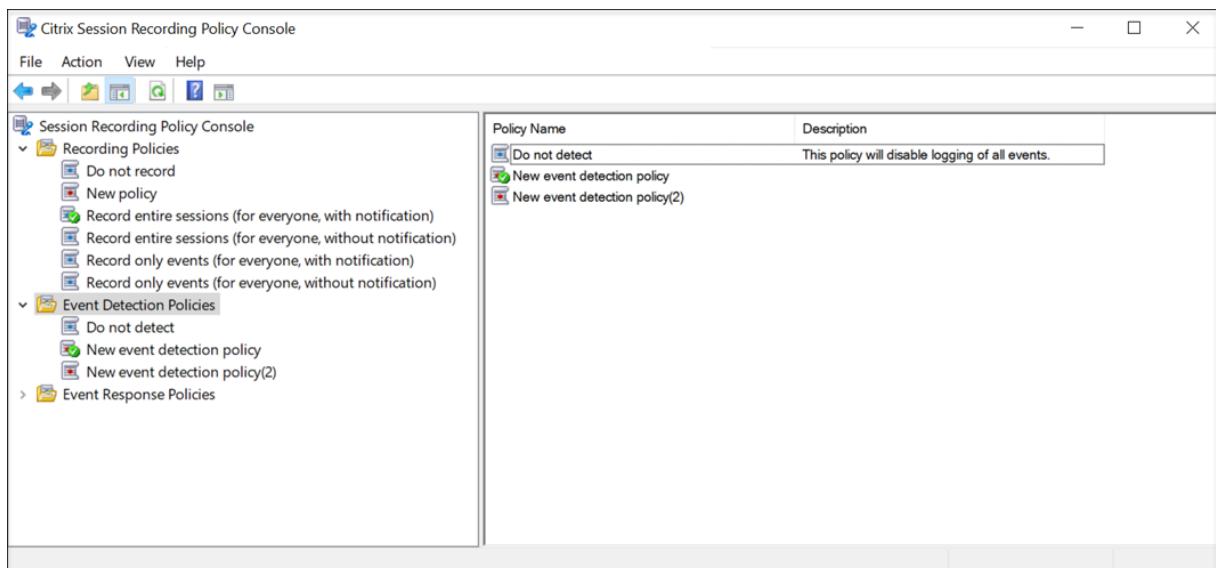 Citrix Session Recording Policy Console
File Action View Help
Session Recording Policy Console
Recording Policies
Do not record
New policy
Record entire sessions (for everyone, with notification)
Record entire sessions (for everyone, without notification)
Record only events (for everyone, with notification)
Record only events (for everyone, without notification)
Event Detection Policies
Do not detect
New event detection policy
New event detection policy(2)
Event Response Policies
Policy Name Description
Do not detect This policy will disable logging of all events.
New event detection policy
New event detection policy(2)